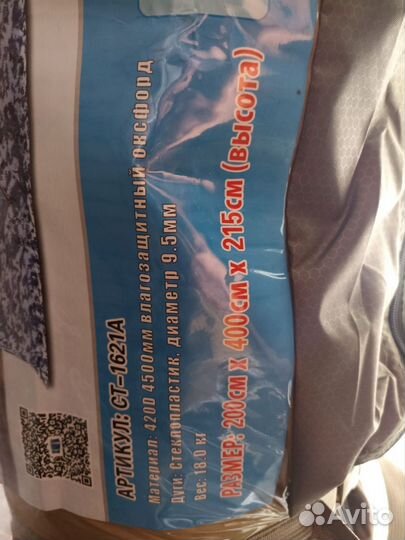 АРТИКУЛ: СТ-1621А
Материал: 420D 4500мм влагозащитный оксфорд
Дуги: Стеклопластик, диаметр 9.5мм
Вес: 18.0 кг
РАЗМЕР: 200см X 400см X 215см (высота)
Avito